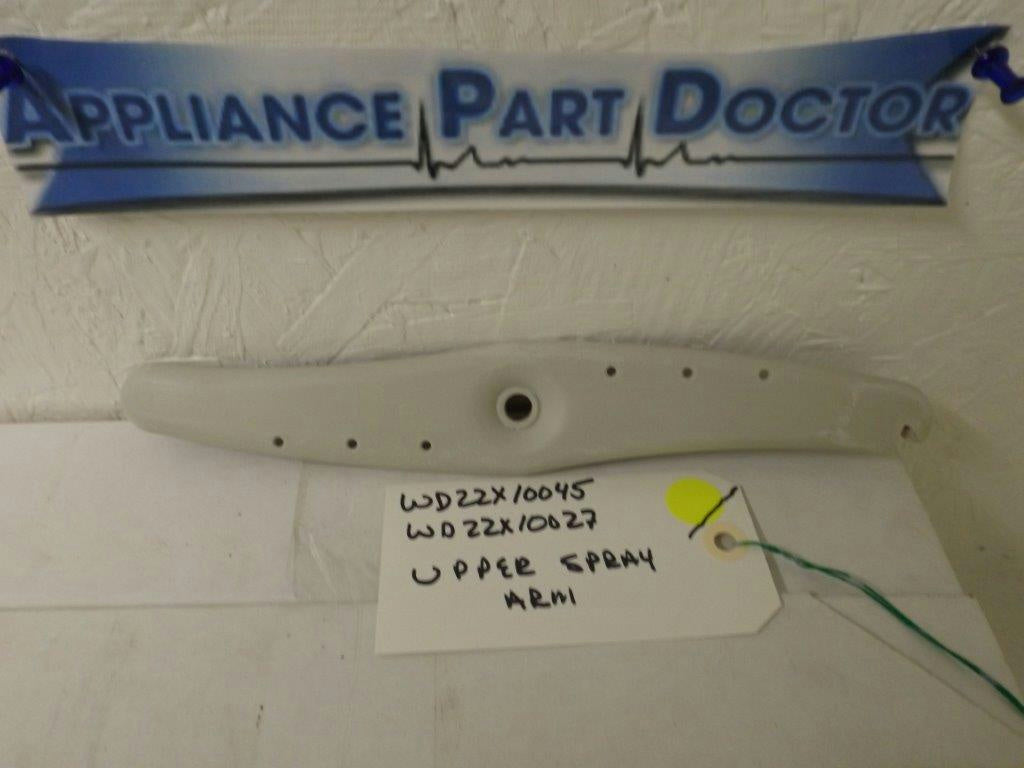 APPLIANCE PART DOCTOR
WD22X10045
WD22X10027
UPPER SPRAY
ARM